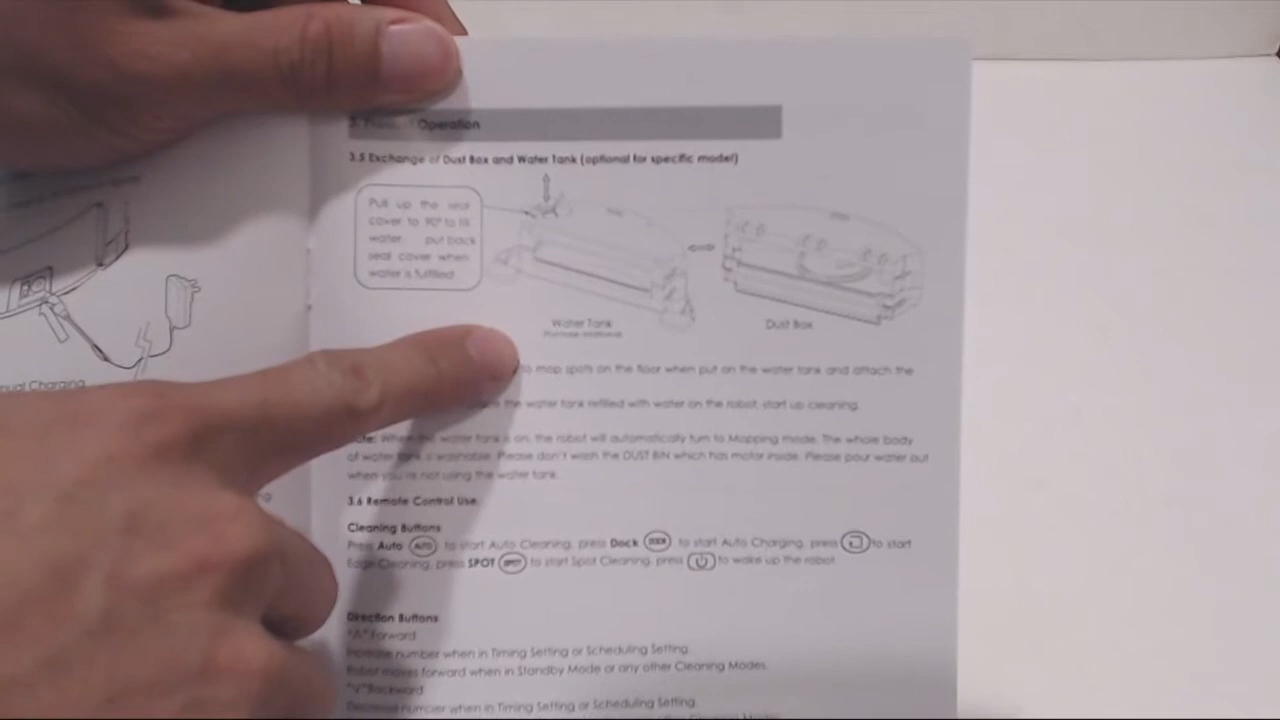 nual Charging
Operation
3.5 Exchange of Dust Box and Water Tank (optional for specific model)
Pull up the seal
cover to 90° to fill
water, put back
seal cover when
water is fulfilled
Water Tank
Dust Box
to mop spots on the floor when put on the water tank and attach the
the water tank refilled with water on the robot, start up cleaning.
Note: When the water tank is on, the robot will automatically turn to Mopping mode. The whole body
of water tank is washable. Please don't wash the DUST BIN which has motor inside. Please pour water out
when you're not using the water tank.
3.6 Remote Control Use
Cleaning Buttons
Press Auto AUTO to start Auto Cleaning, press Dock DOCK to start Auto Charging, press to start
Edge Cleaning, press SPOT SPOT to start Spot Cleaning, press to wake up the robot
Direction Buttons
"Λ" Forward
Increase number when in Timing Setting or Scheduling Setting.
Robot moves forward when in Standby Mode or any other Cleaning Modes.
"V" Backward
Decrease number when in Timing Setting or Scheduling Setting.